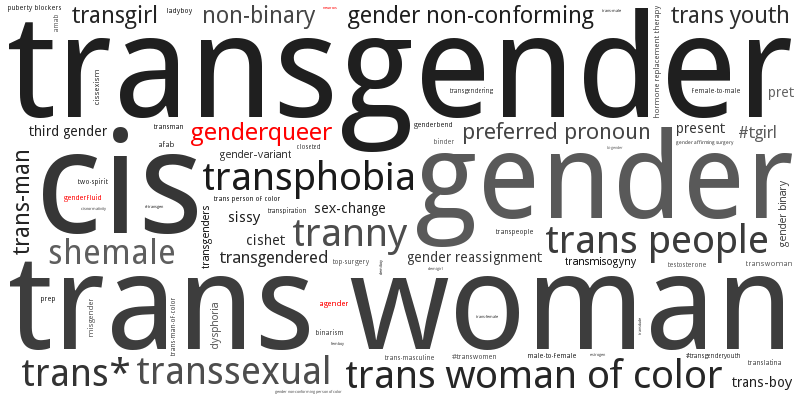 puberty blockers
transgirl
ladyboy
non-binary
gender non-conforming
trans youth
amab
transgender
cissexism
transgendering
hormone replacement therapy
Female-to-male
pret
third gender
transman
genderqueer
genderbend
preferred pronoun
present
#tgirl
afab
closeted
binder
gender affirming surgery
gender-variant
trans-man
cis
two-spirit
genderfluid
transphobia
gender
gender binary
trans person of color
transgenders
sissy
transpiration
sex-change
cishet
tranny
transpeople
trans people
shemale
transgendered
top-surgery
gender reassignment
transmisogyny
testosterone
transwoman
trans woman
prep
misgender
trans-man-of-color
dysphoria
agender
binarism
trans-masculine
#transwomen
male-to-Female
#transgenderyouth
translatina
trans*
transsexual
trans woman of color
trans-boy
gender non conforming person of color